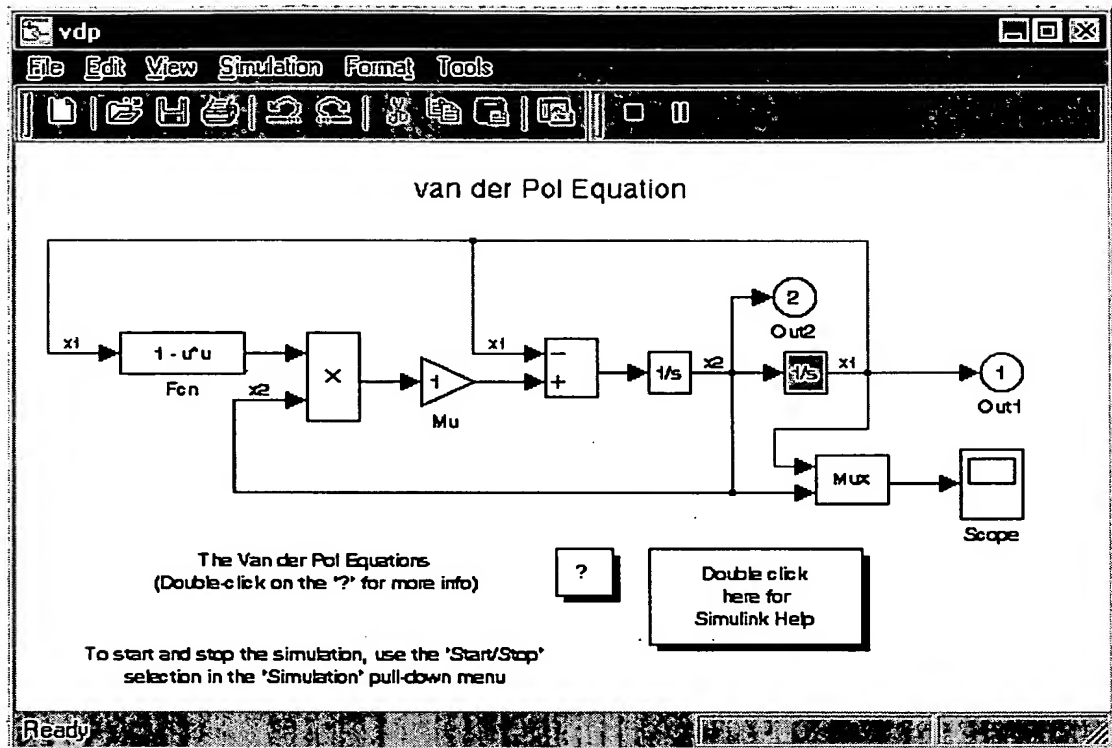 vdp
File Edit View Simulation Format Tools
van der Pol Equation
2
Out2
x1
1 - u*u
Fcn
x2
×
1
Mu
x1
−
+
1/s
x2
1/s
x1
1
Out1
Mux
Scope
The Van der Pol Equations
(Double-click on the "?" for more info)
?
Double click
here for
Simulink Help
To start and stop the simulation, use the "Start/Stop"
selection in the "Simulation" pull-down menu
Ready